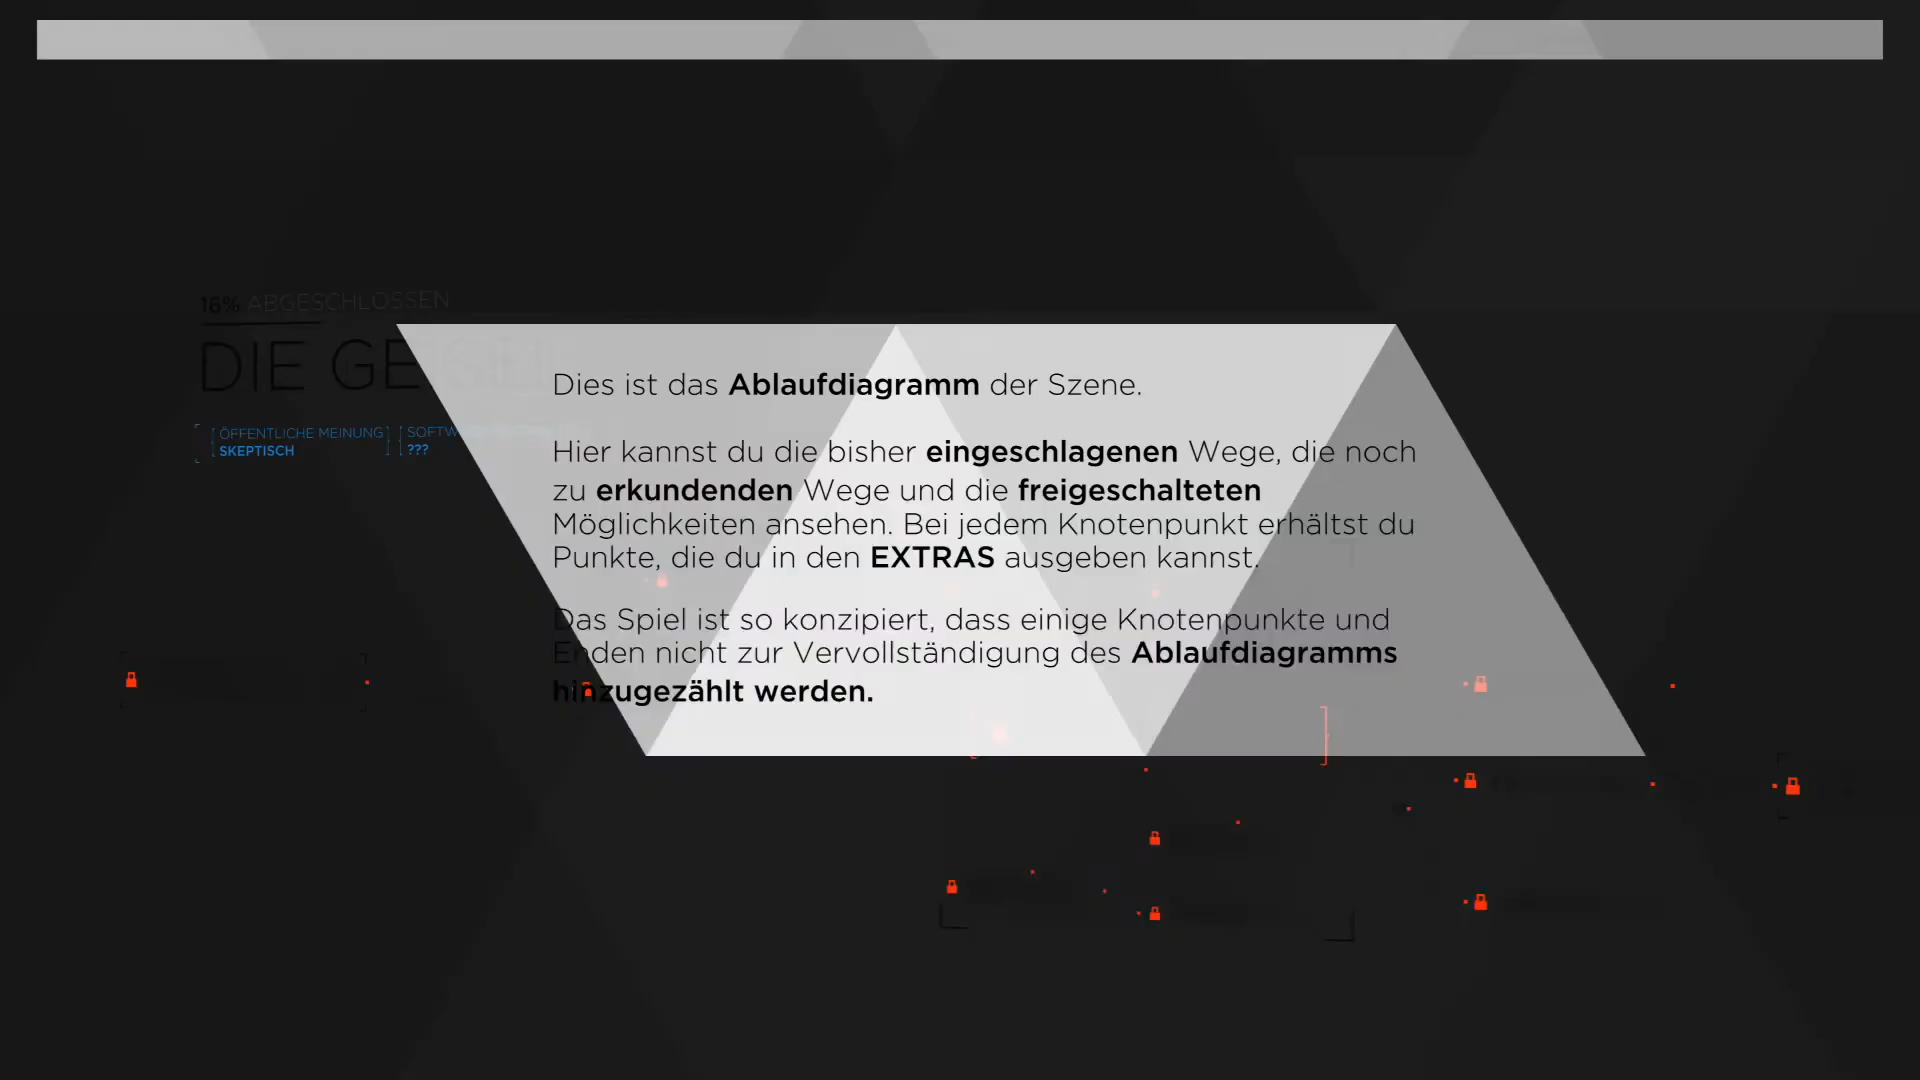 16% ABGESCHLOSSEN
DIE GEISEL
ÖFFENTLICHE MEINUNG
SKEPTISCH
???
Dies ist das Ablaufdiagramm der Szene.
Hier kannst du die bisher eingeschlagenen Wege, die noch
zu erkundenden Wege und die freigeschalteten
Möglichkeiten ansehen. Bei jedem Knotenpunkt erhältst du
Punkte, die du in den EXTRAS ausgeben kannst.
Das Spiel ist so konzipiert, dass einige Knotenpunkte und
Enden nicht zur Vervollständigung des Ablaufdiagramms
hinzugezählt werden.